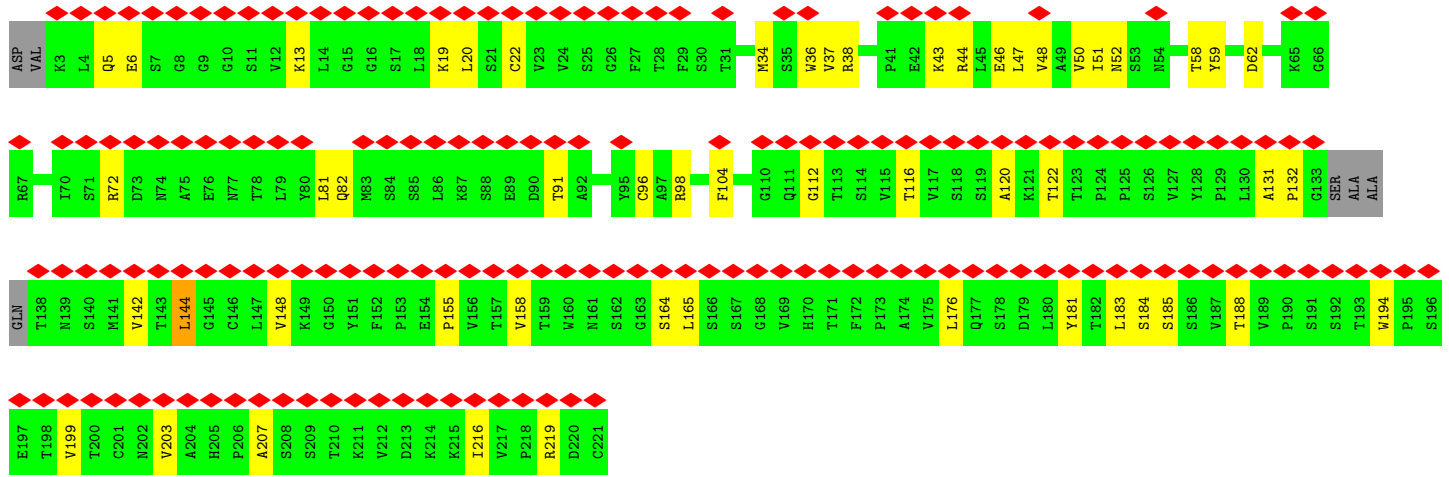 ASP VAL K3 L4 Q5 E6 S7 G8 G9 G10 S11 V12 K13 L14 G15 G16 S17 L18 K19 L20 S21 C22 V23 V24 S25 G26 F27 T28 F29 S30 T31 M34 S35 W36 V37 R38 P41 E42 K43 R44 L45 E46 L47 V48 A49 V50 I51 N52 S53 N54 T58 Y59 D62 K65 G66
R67 I70 S71 R72 D73 N74 A75 E76 N77 T78 L79 Y80 L81 Q82 M83 S84 S85 L86 K87 S88 E89 D90 T91 A92 Y95 C96 A97 R98 F104 G110 Q111 G112 T113 S114 V115 T116 V117 S118 S119 A120 K121 T122 T123 P124 P125 S126 V127 Y128 P129 L130 A131 P132 G133 SER ALA ALA
GLN T138 N139 S140 M141 V142 T143 L144 G145 C146 L147 V148 K149 G150 Y151 F152 P153 E154 P155 V156 T157 V158 T159 W160 N161 S162 G163 S164 L165 S166 S167 G168 V169 H170 T171 F172 P173 A174 V175 L176 Q177 S178 D179 L180 Y181 T182 L183 S184 S185 S186 V187 T188 V189 P190 S191 S192 T193 W194 P195 S196
E197 T198 V199 T200 C201 N202 V203 A204 H205 P206 A207 S208 S209 T210 K211 V212 D213 K214 K215 I216 V217 P218 R219 D220 C221